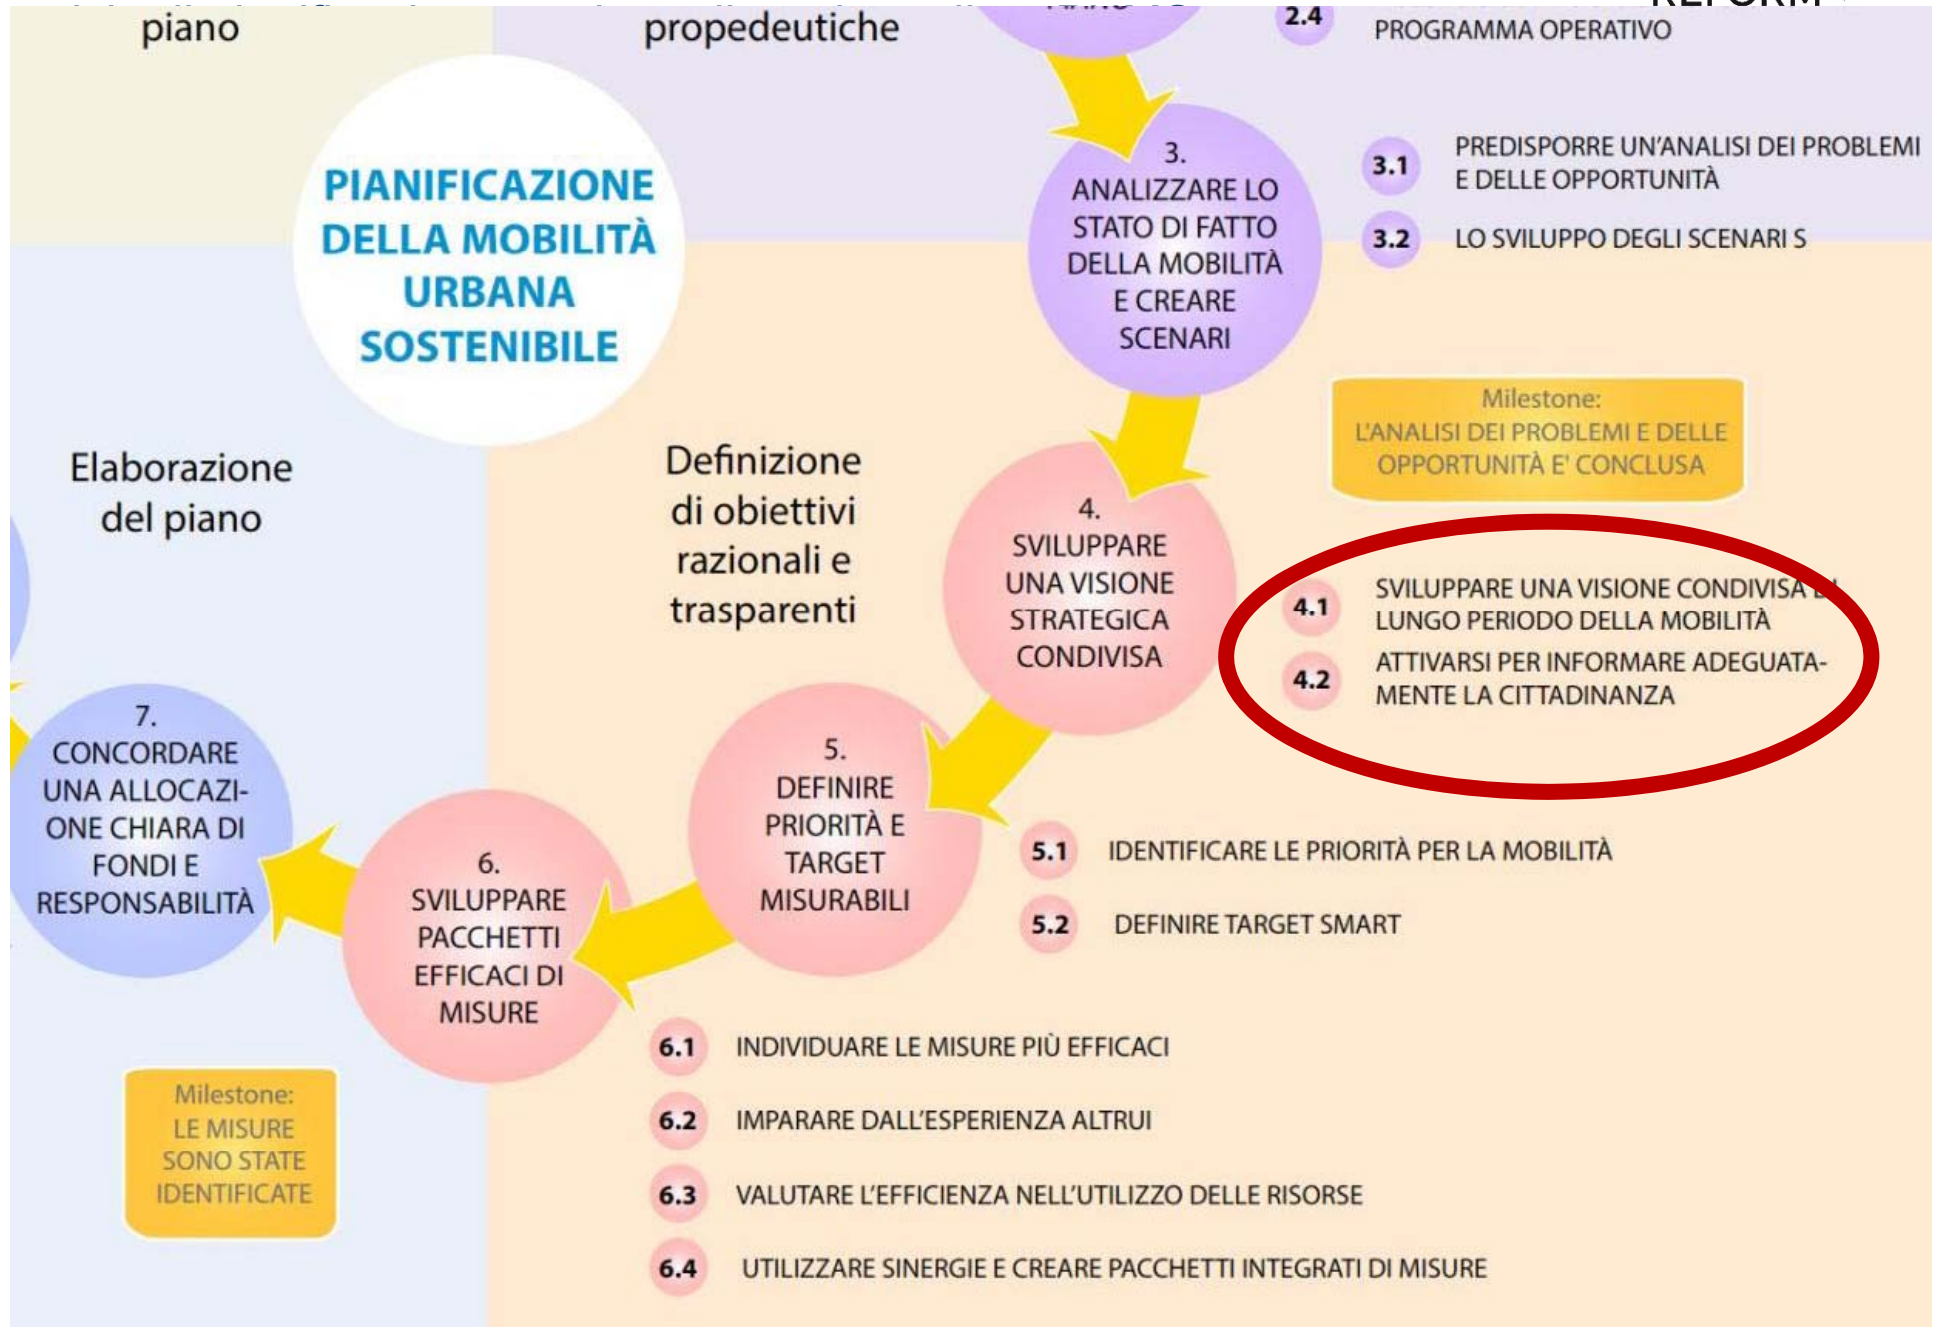 piano
propedeutiche
2.4
PROGRAMMA OPERATIVO
PIANIFICAZIONE
DELLA MOBILITÀ
URBANA
SOSTENIBILE
3.
ANALIZZARE LO
STATO DI FATTO
DELLA MOBILITÀ
E CREARE
SCENARI
3.1
PREDISPORRE UN'ANALISI DEI PROBLEMI
E DELLE OPPORTUNITÀ
3.2
LO SVILUPPO DEGLI SCENARI S
Milestone:
L'ANALISI DEI PROBLEMI E DELLE
OPPORTUNITÀ E' CONCLUSA
Elaborazione
del piano
Definizione
di obiettivi
razionali e
trasparenti
4.
SVILUPPARE
UNA VISIONE
STRATEGICA
CONDIVISA
4.1
SVILUPPARE UNA VISIONE CONDIVISA
LUNGO PERIODO DELLA MOBILITÀ
4.2
ATTIVARSI PER INFORMARE ADEGUATA-
MENTE LA CITTADINANZA
5.
DEFINIRE
PRIORITÀ E
TARGET
MISURABILI
5.1
IDENTIFICARE LE PRIORITÀ PER LA MOBILITÀ
5.2
DEFINIRE TARGET SMART
7.
CONCORDARE
UNA ALLOCAZI-
ONE CHIARA DI
FONDI E
RESPONSABILITÀ
6.
SVILUPPARE
PACCHETTI
EFFICACI DI
MISURE
6.1
INDIVIDUARE LE MISURE PIÙ EFFICACI
6.2
IMPARARE DALL'ESPERIENZA ALTRUI
6.3
VALUTARE L'EFFICIENZA NELL'UTILIZZO DELLE RISORSE
6.4
UTILIZZARE SINERGIE E CREARE PACCHETTI INTEGRATI DI MISURE
Milestone:
LE MISURE
SONO STATE
IDENTIFICATE